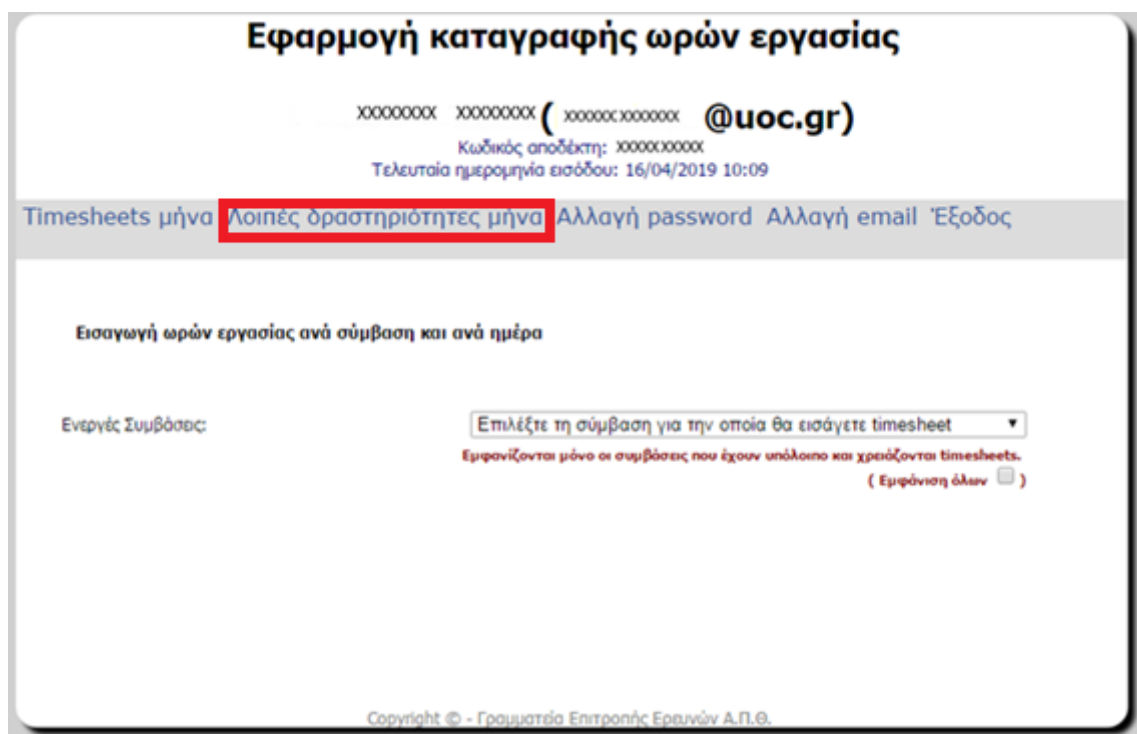 Εφαρμογή καταγραφής ωρών εργασίας
xxxxxxxx xxxxxxxx ( xxxxxx xxxxxxx @uoc.gr)
Κωδικός αποδέκτη: xxxxxxxxxx
Τελευταία ημερομηνία εισόδου: 16/04/2019 10:09
Timesheets μήνα Λοιπές δραστηριότητες μήνα Αλλαγή password Αλλαγή email Έξοδος
Εισαγωγή ωρών εργασίας ανά σύμβαση και ανά ημέρα
Ενεργές Συμβάσεις: Επιλέξτε τη σύμβαση για την οποία θα εισάγετε timesheet
Εμφανίζονται μόνο οι συμβάσεις που έχουν υπόλοιπο και χρειάζονται timesheets.
( Εμφάνιση όλων )
Copyright © - Γραμματεία Επιτροπής Ερευνών Α.Π.Θ.